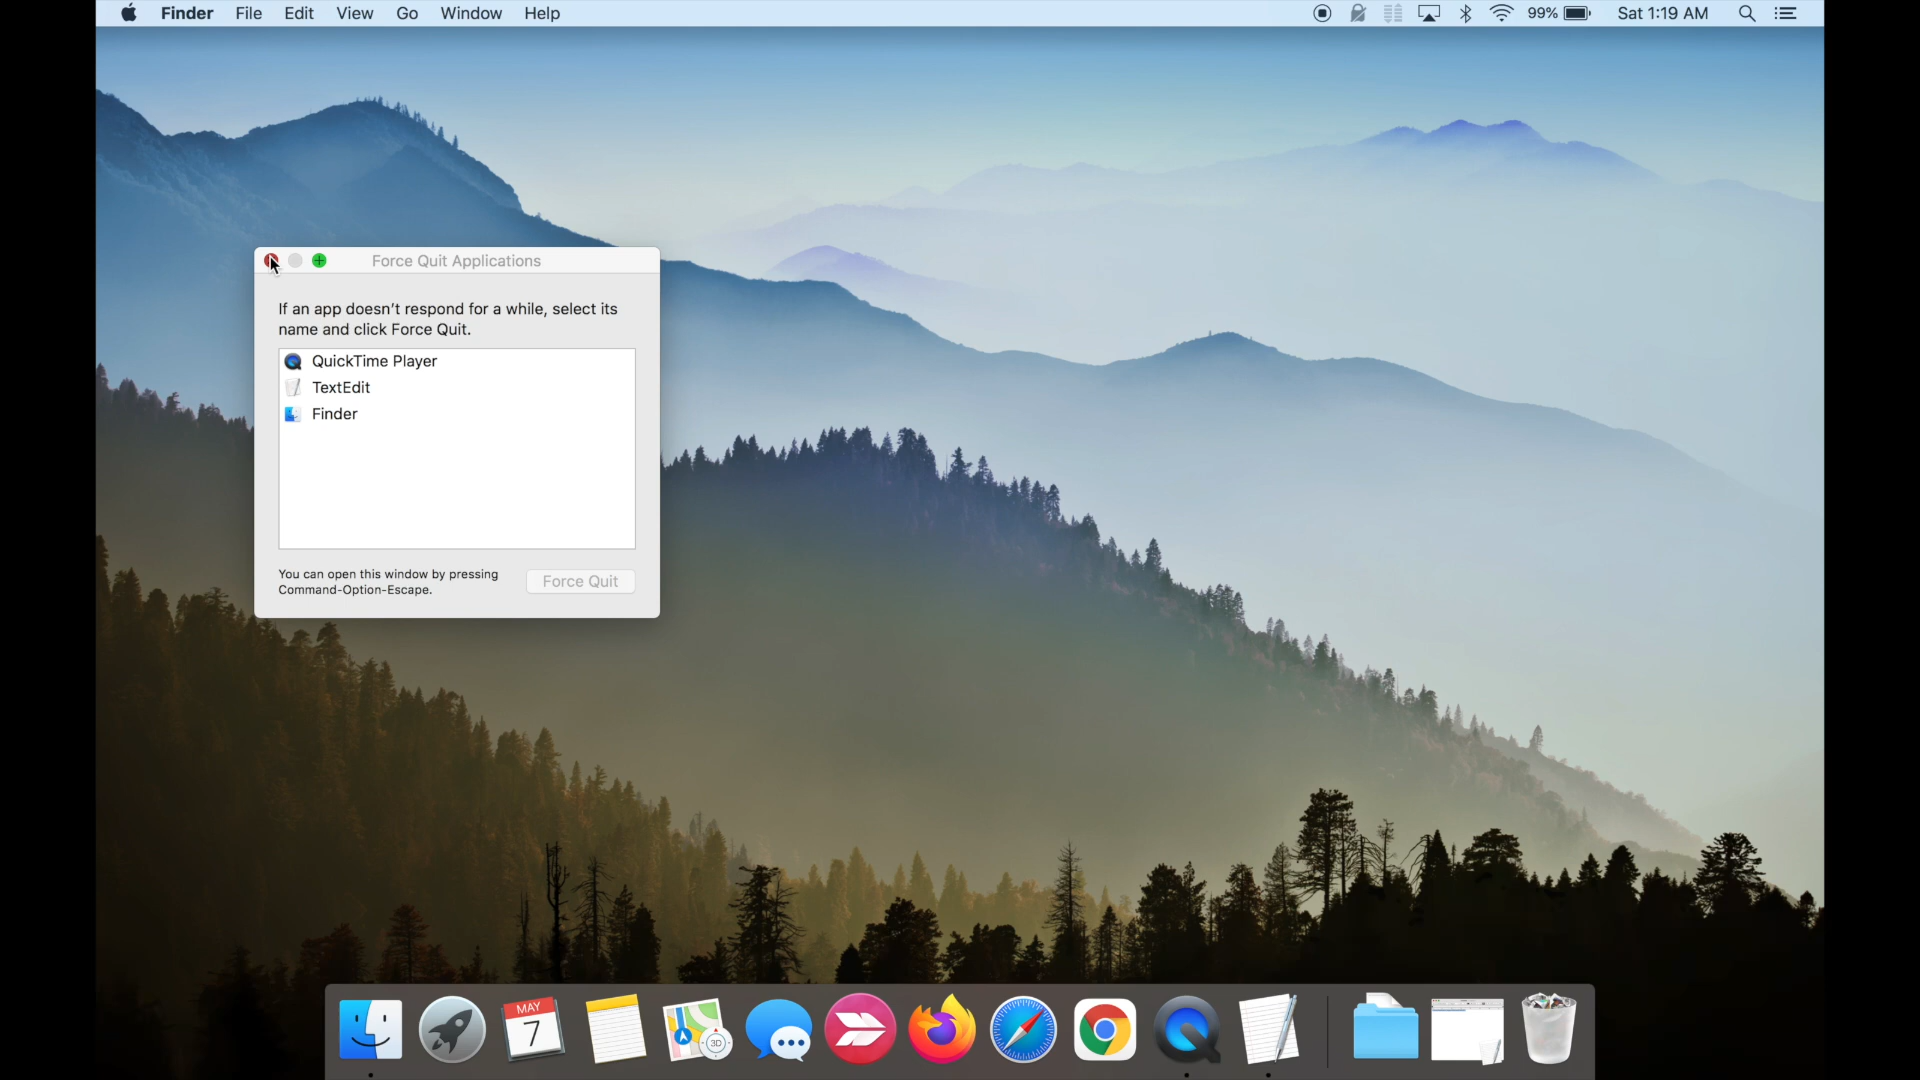 Finder File Edit View Go Window Help 99% Sat 1:19 AM
Force Quit Applications
If an app doesn't respond for a while, select its
name and click Force Quit.
QuickTime Player
TextEdit
Finder
You can open this window by pressing
Command-Option-Escape.
Force Quit
MAY
7
3D